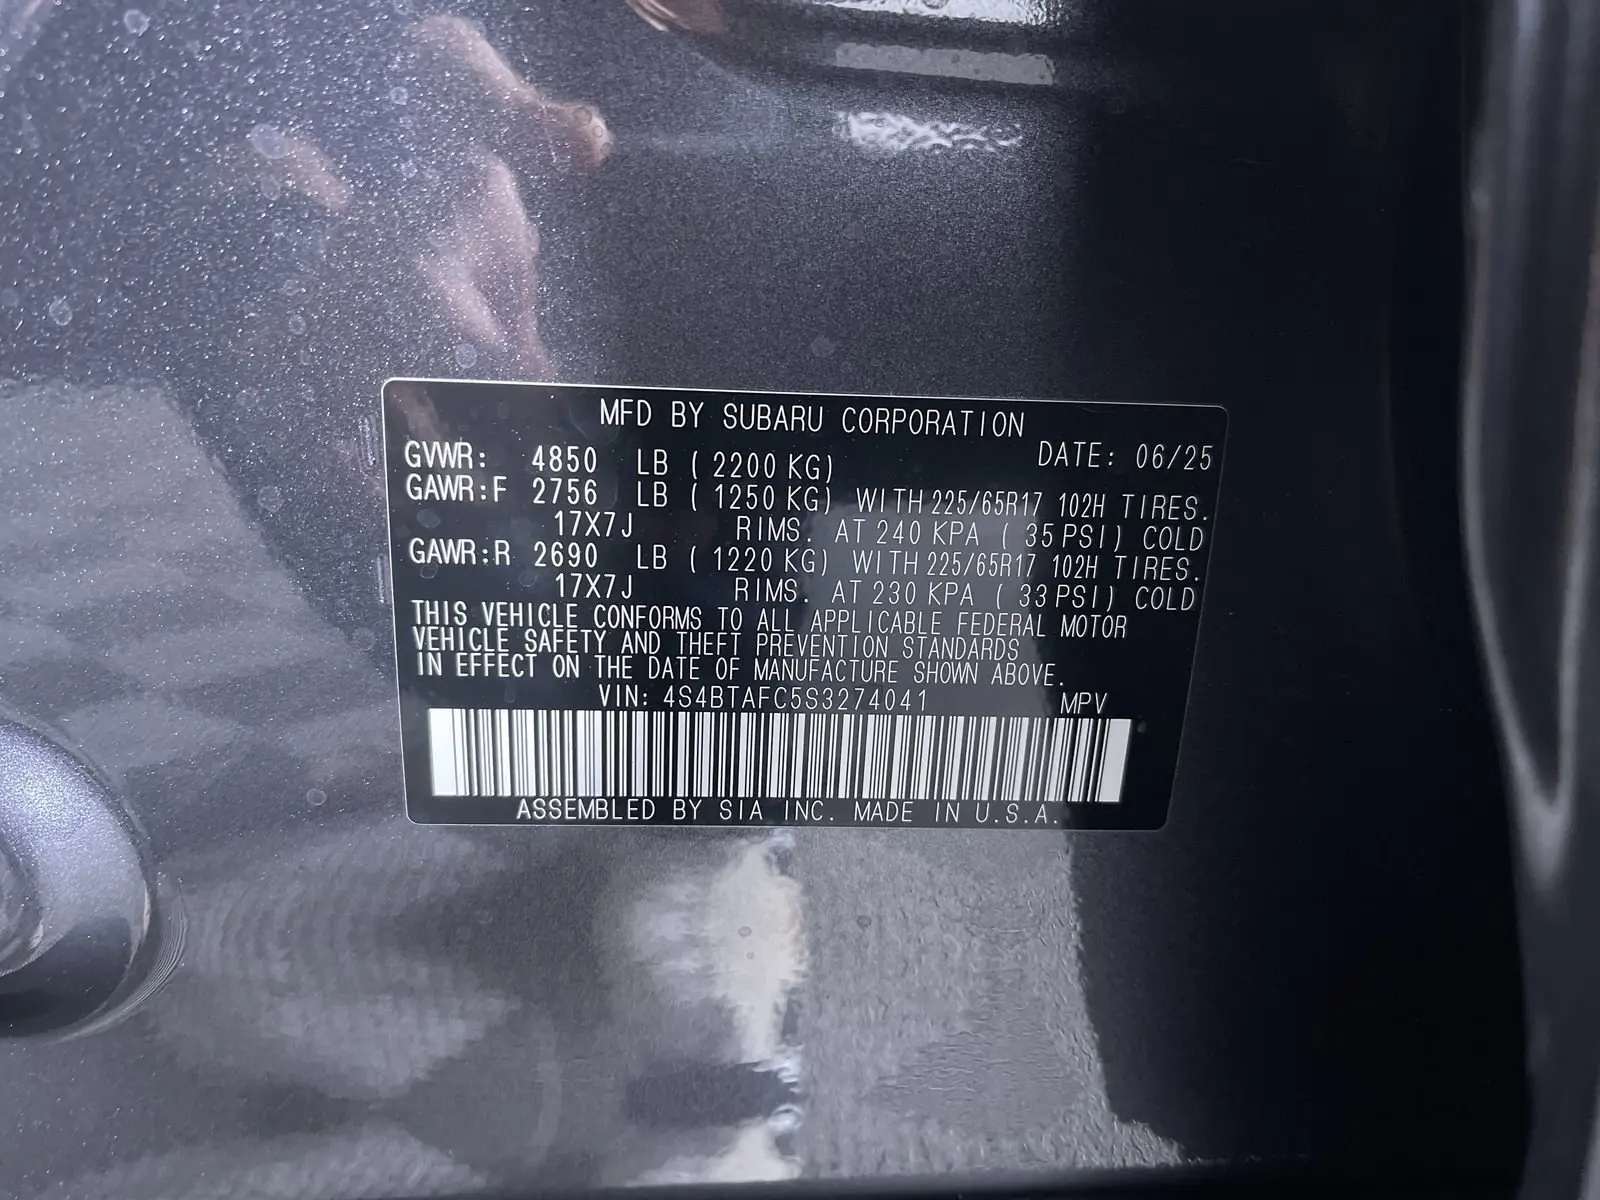 MFD BY SUBARU CORPORATION
GVWR: 4850 LB ( 2200 KG) DATE: 06/25
GAWR:F 2756 LB ( 1250 KG) WITH 225/65R17 102H TIRES.
17X7J RIMS. AT 240 KPA ( 35 PSI) COLD
GAWR:R 2690 LB ( 1220 KG) WITH 225/65R17 102H TIRES.
17X7J RIMS. AT 230 KPA ( 33 PSI) COLD
THIS VEHICLE CONFORMS TO ALL APPLICABLE FEDERAL MOTOR
VEHICLE SAFETY AND THEFT PREVENTION STANDARDS
IN EFFECT ON THE DATE OF MANUFACTURE SHOWN ABOVE.
VIN: 4S4BTAFC5S3274041 MPV
ASSEMBLED BY SIA INC. MADE IN U.S.A.